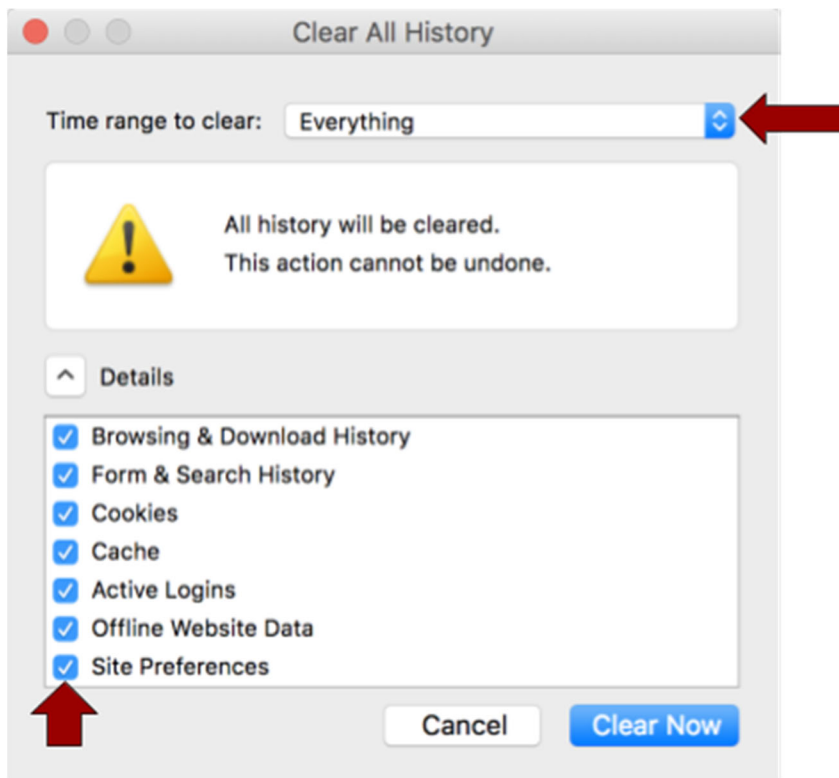 Clear All History
Time range to clear: Everything
All history will be cleared.
This action cannot be undone.
Details
Browsing & Download History
Form & Search History
Cookies
Cache
Active Logins
Offline Website Data
Site Preferences
Cancel Clear Now